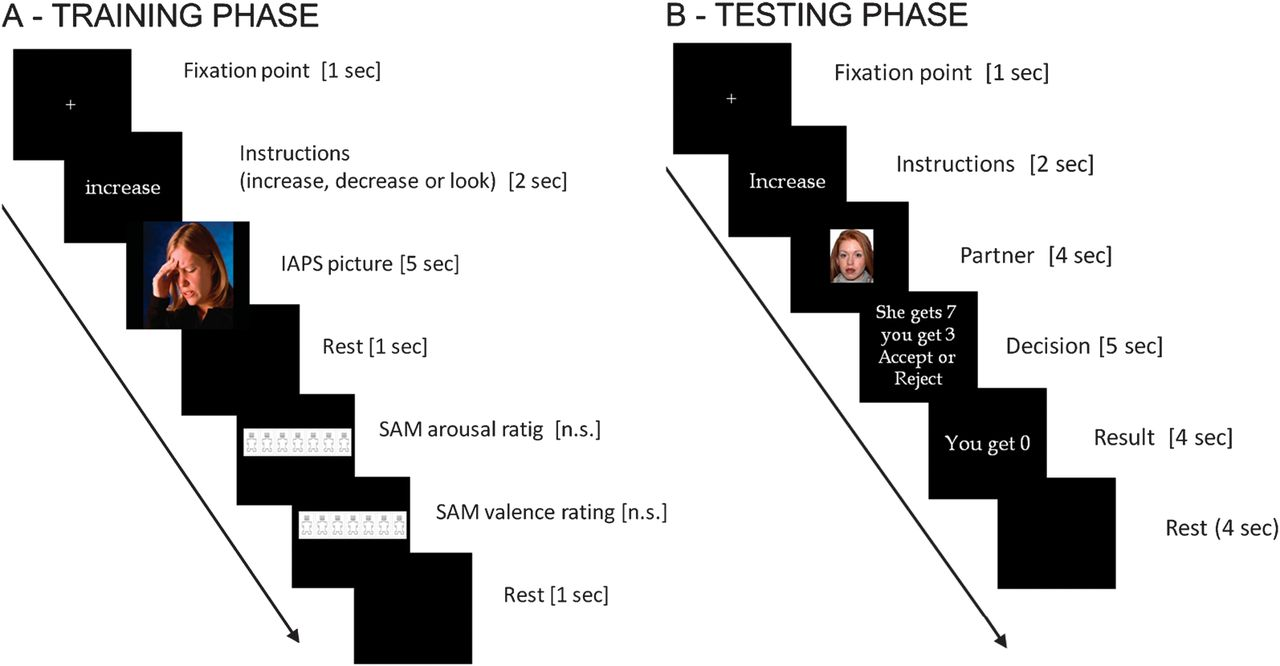 A - TRAINING PHASE
+
Fixation point [1 sec]
increase
Instructions
(increase, decrease or look) [2 sec]
IAPS picture [5 sec]
Rest [1 sec]
SAM arousal ratig [n.s.]
SAM valence rating [n.s.]
Rest [1 sec]
B - TESTING PHASE
+
Fixation point [1 sec]
Increase
Instructions [2 sec]
Partner [4 sec]
She gets 7
you get 3
Accept or
Reject
Decision [5 sec]
You get 0
Result [4 sec]
Rest (4 sec)